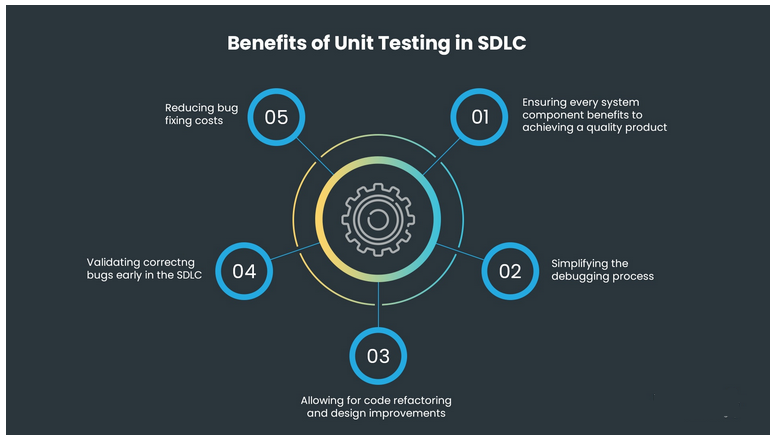 Benefits of Unit Testing in SDLC
01
Ensuring every system
component benefits to
achieving a quality product
02
Simplifying the
debugging process
03
Allowing for code refactoring
and design improvements
04
Validating correctng
bugs early in the SDLC
05
Reducing bug
fixing costs